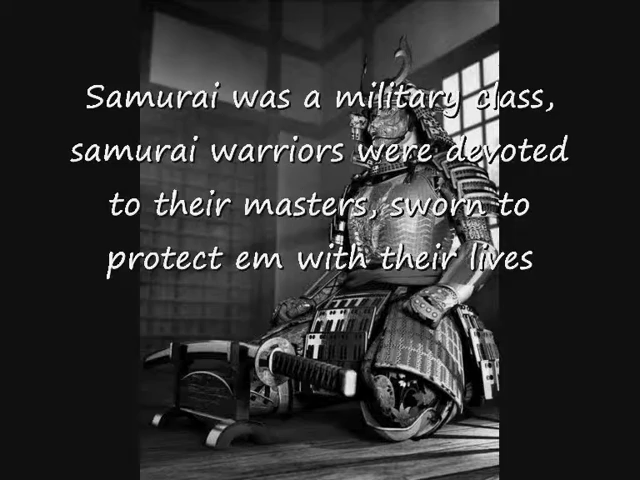 Samurai was a military class,
samurai warriors were devoted
to their masters, sworn to
protect em with their lives